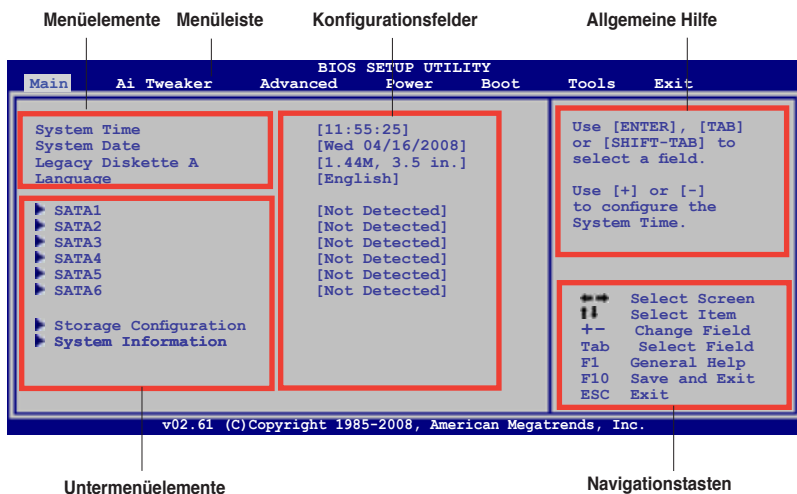 Menüelemente Menüleiste Konfigurationsfelder Allgemeine Hilfe
BIOS SETUP UTILITY
Main Ai Tweaker Advanced Power Boot Tools Exit
System Time [11:55:25]
System Date [Wed 04/16/2008]
Legacy Diskette A [1.44M, 3.5 in.]
Language [English]
SATA1 [Not Detected]
SATA2 [Not Detected]
SATA3 [Not Detected]
SATA4 [Not Detected]
SATA5 [Not Detected]
SATA6 [Not Detected]
Storage Configuration
System Information
Use [ENTER], [TAB]
or [SHIFT-TAB] to
select a field.
Use [+] or [-]
to configure the
System Time.
←→ Select Screen
↑↓ Select Item
+- Change Field
Tab Select Field
F1 General Help
F10 Save and Exit
ESC Exit
v02.61 (C)Copyright 1985-2008, American Megatrends, Inc.
Untermenüelemente Navigationstasten